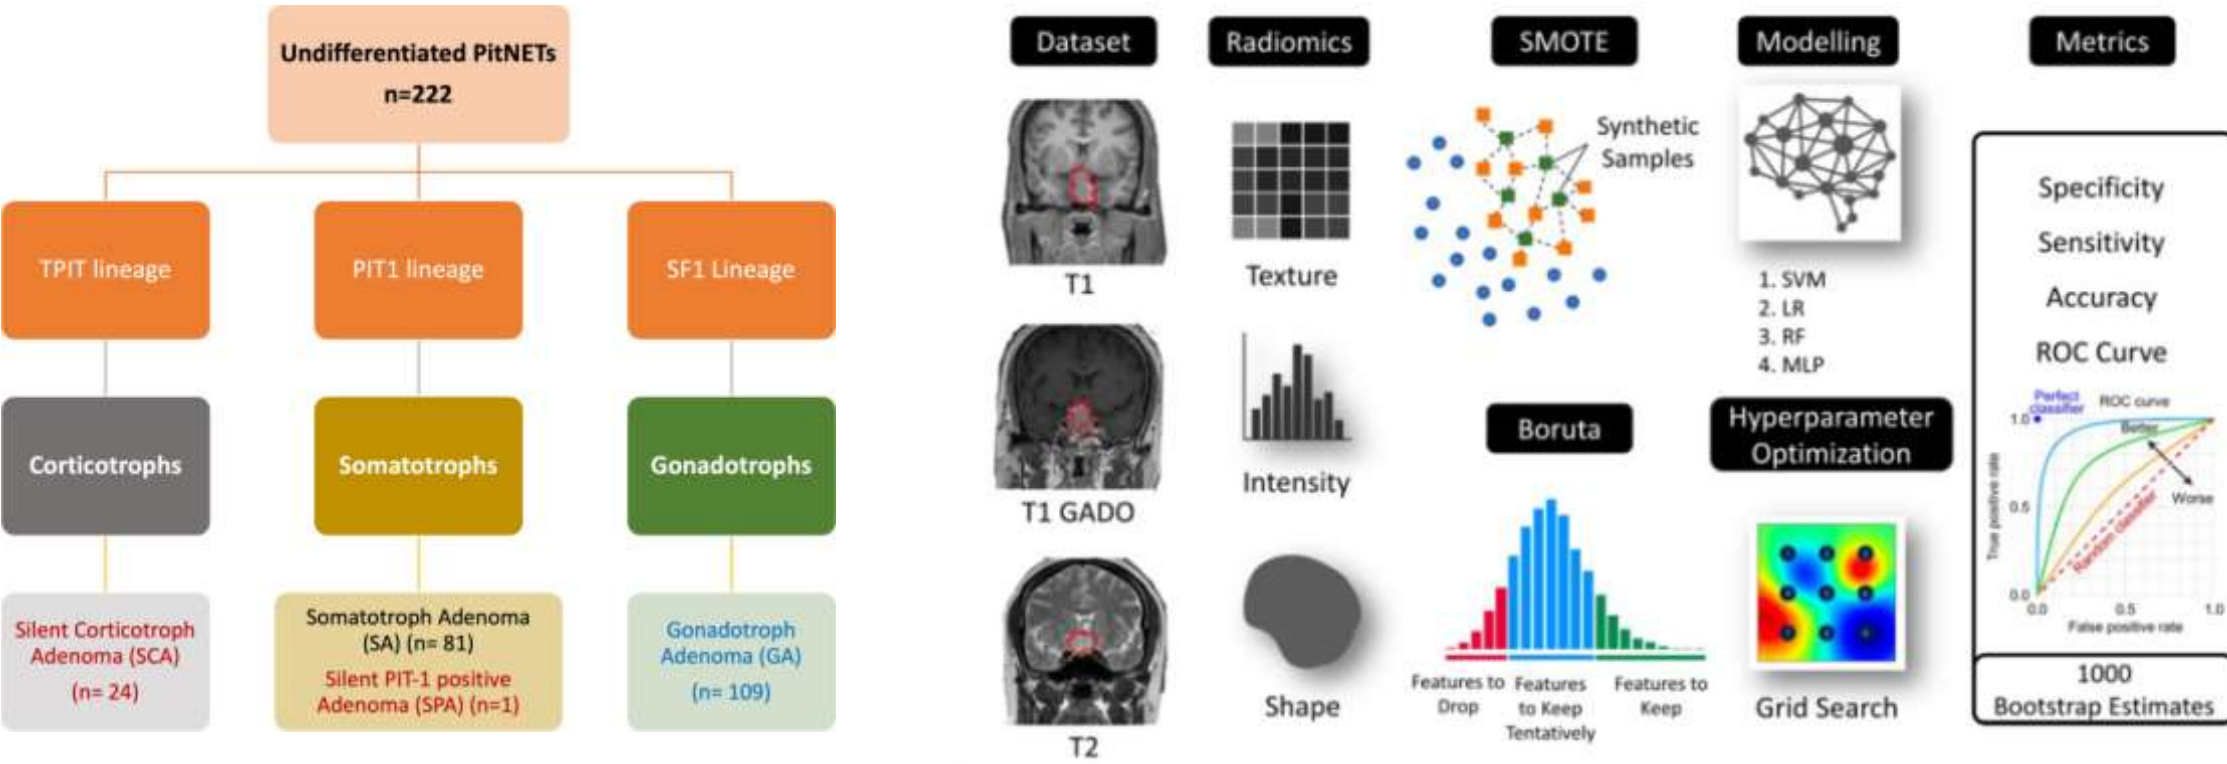 Undifferentiated PitNETs
n=222
TPIT lineage
PIT1 lineage
SF1 Lineage
Corticotrophs
Somatotrophs
Gonadotrophs
Silent Corticotroph
Adenoma (SCA)
(n= 24)
Somatotroph Adenoma
(SA) (n= 81)
Silent PIT-1 positive
Adenoma (SPA) (n=1)
Gonadotroph
Adenoma (GA)
(n= 109)
Dataset
T1
T1 GADO
T2
Radiomics
Texture
Intensity
Shape
SMOTE
Synthetic
Samples
Boruta
Features to
Drop
Features
to Keep
Tentatively
Features to
Keep
Modelling
1. SVM
2. LR
3. RF
4. MLP
Hyperparameter
Optimization
Grid Search
Metrics
Specificity
Sensitivity
Accuracy
ROC Curve
Perfect
classifier
ROC curve
1.0
Better
Worse
Random classifier
True positive rate
0.5
0.0
0.0
0.5
1.0
False positive rate
1000
Bootstrap Estimates